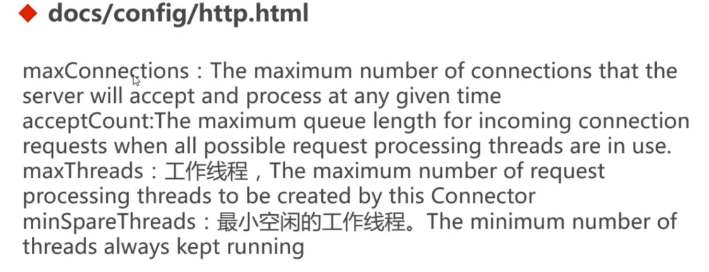 ◆ docs/config/http.html
maxConnections：The maximum number of connections that the
server will accept and process at any given time
acceptCount:The maximum queue length for incoming connection
requests when all possible request processing threads are in use.
maxThreads：工作线程，The maximum number of request
processing threads to be created by this Connector
minSpareThreads：最小空闲的工作线程。The minimum number of
threads always kept running